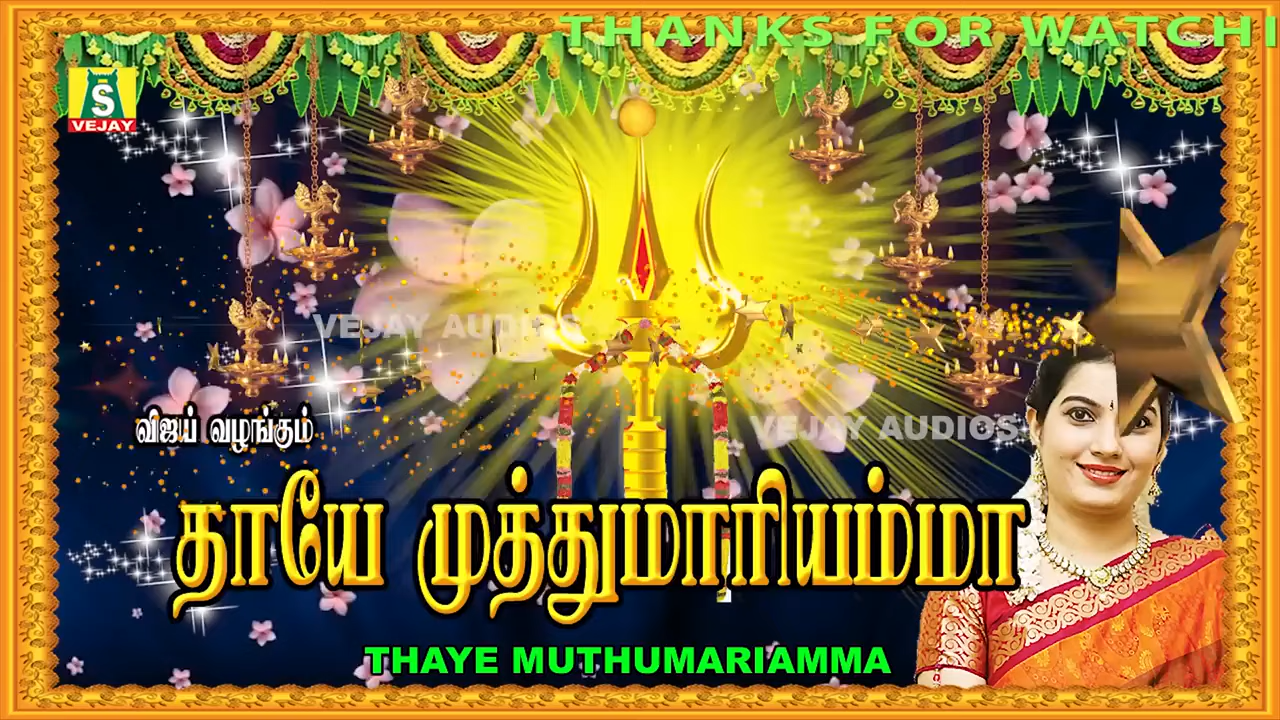 THANKS FOR WATCHI
S
VEJAY
VEJAY AUDIOS
VEJAY AUDIOS
விஜய் வழங்கும்
தாயே முத்துமாரியம்மா
THAYE MUTHUMARIAMMA